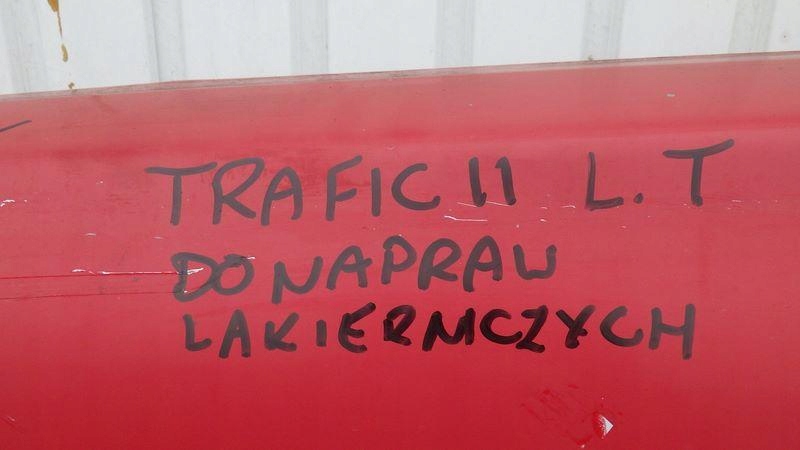 TRAFIC II L.T
DO NAPRAW
LAKIERNICZYCH